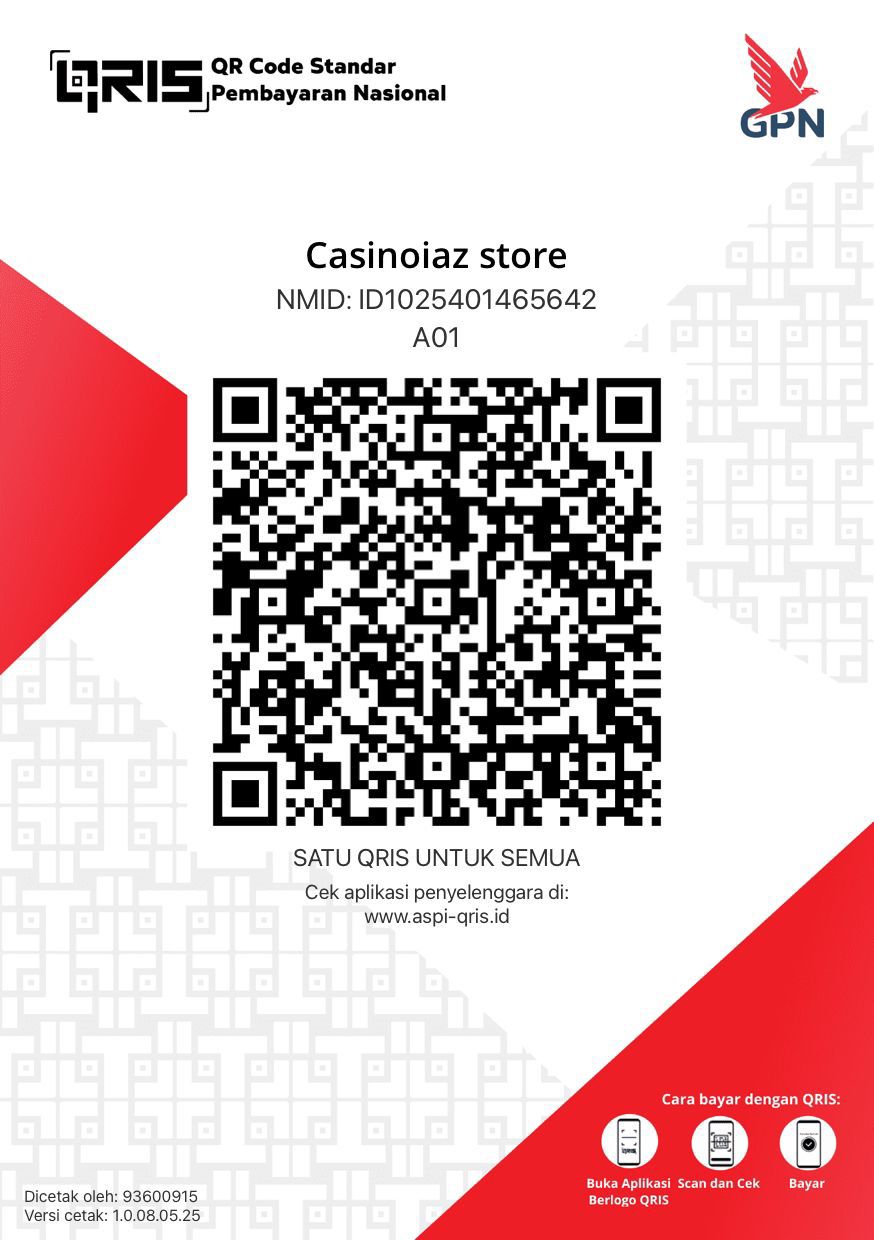 QRIS QR Code Standar
Pembayaran Nasional
GPN
Casinoiaz store
NMID: ID1025401465642
A01
SATU QRIS UNTUK SEMUA
Cek aplikasi penyelenggara di:
www.aspi-qris.id
Cara bayar dengan QRIS:
QRIS
Buka Aplikasi
Berlogo QRIS
Scan dan Cek
Bayar
Dicetak oleh: 93600915
Versi cetak: 1.0.08.05.25